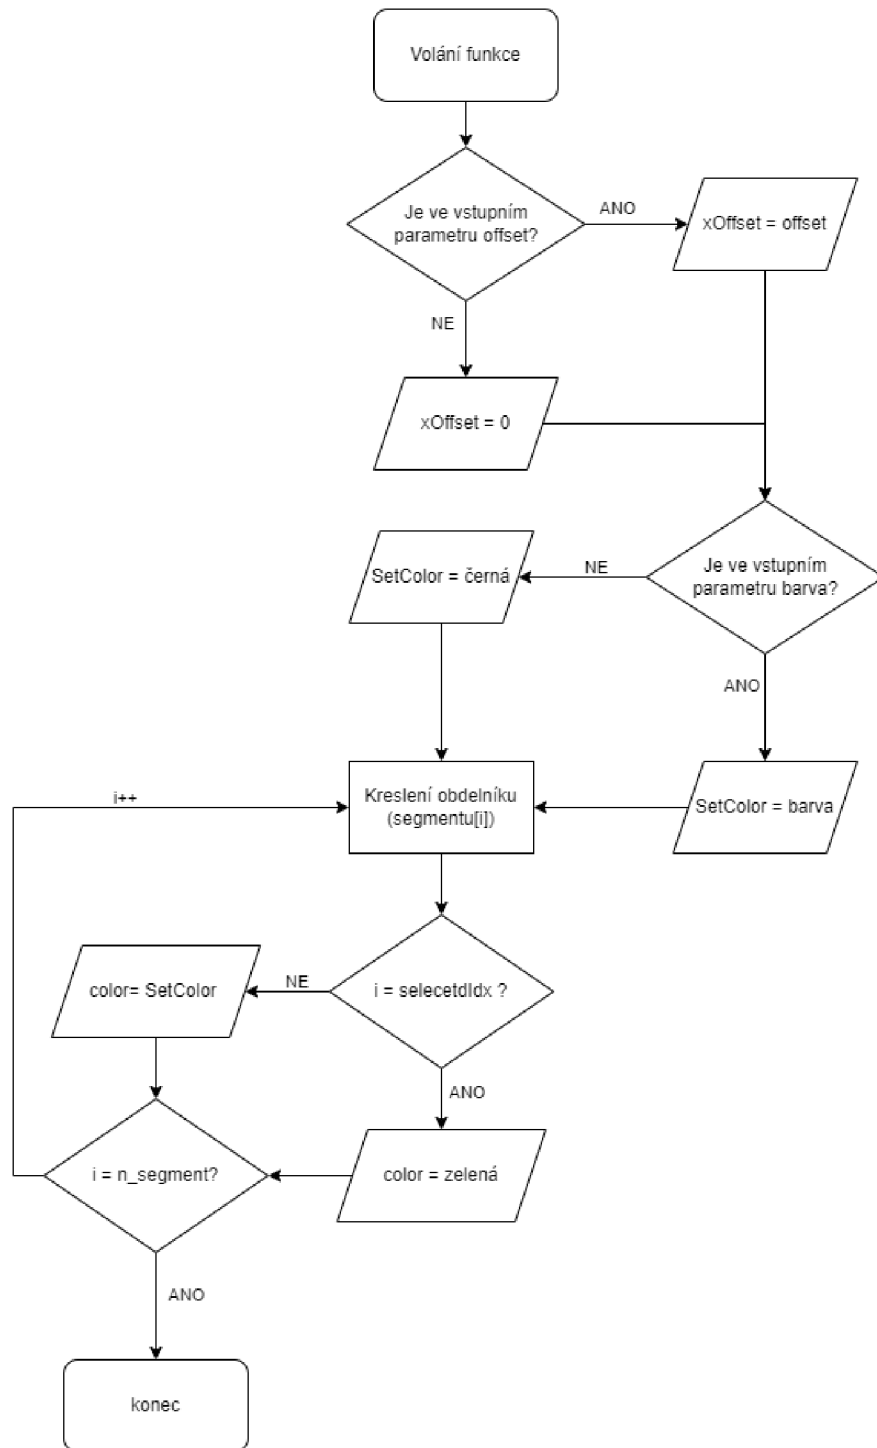 Volání funkce
Je ve vstupním
parametru offset?
ANO
xOffset = offset
NE
xOffset = 0
Je ve vstupním
parametru barva?
NE
SetColor = černá
ANO
SetColor = barva
i++
Kreslení obdelníku
(segmentu[i])
i = selecetdIdx ?
NE
color= SetColor
ANO
color = zelená
i = n_segment?
ANO
konec